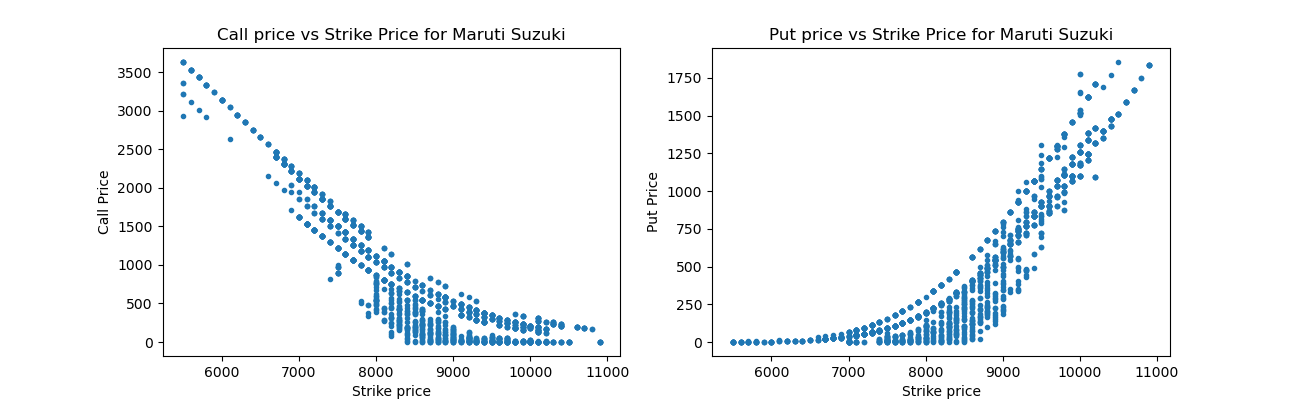 Call price vs Strike Price for Maruti Suzuki
Call Price
3500
3000
2500
2000
1500
1000
500
0
6000 7000 8000 9000 10000 11000
Strike price
Put price vs Strike Price for Maruti Suzuki
Put Price
1750
1500
1250
1000
750
500
250
0
6000 7000 8000 9000 10000 11000
Strike price